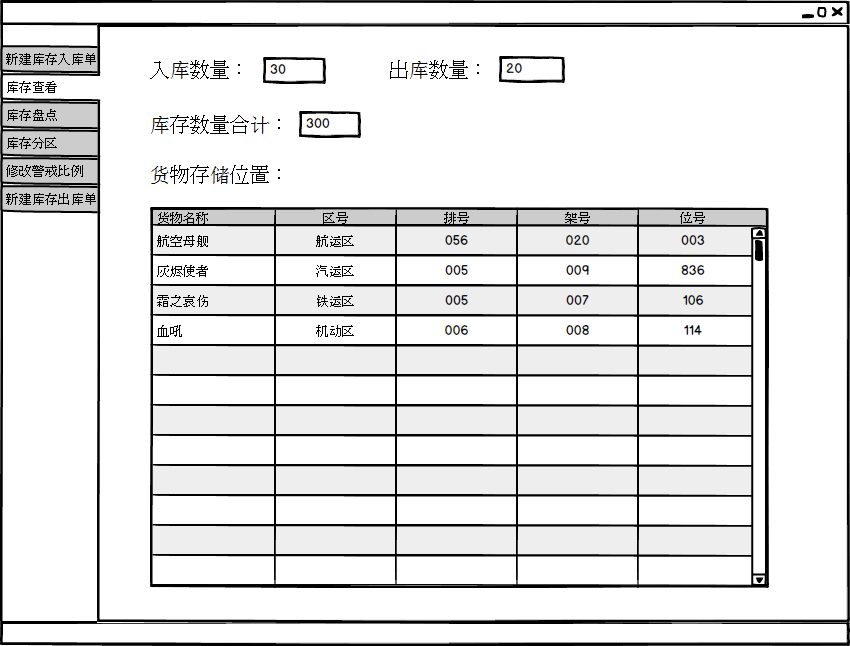 新建库存入库单
库存查看
库存盘点
库存分区
修改警戒比例
新建库存出库单
入库数量： 30 出库数量： 20
库存数量合计： 300
货物存储位置：
货物名称 区号 排号 架号 位号
航空母舰 航运区 056 020 003
灰烬使者 汽运区 005 009 836
霜之哀伤 铁运区 005 007 106
血吼 机动区 006 008 114